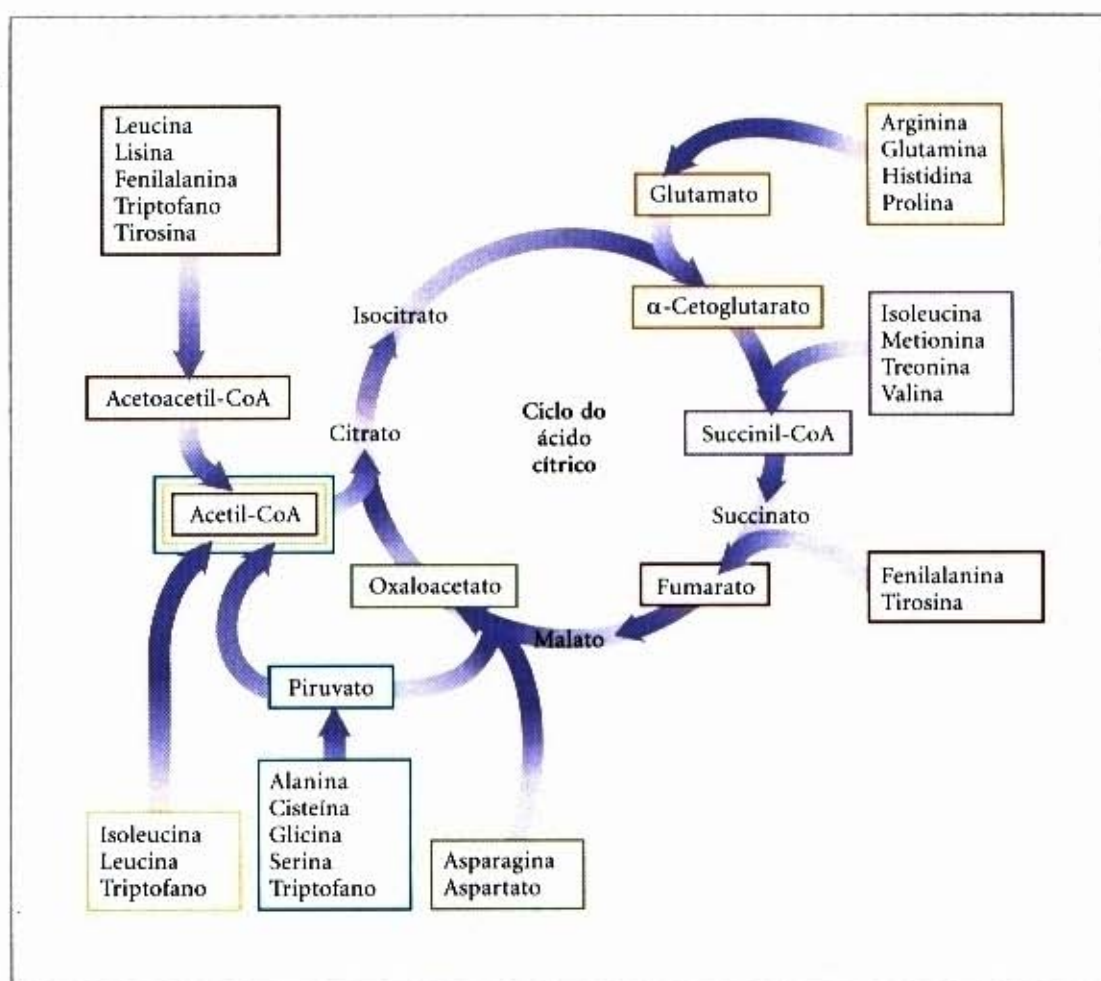 Leucina
Lisina
Fenilalanina
Triptofano
Tirosina
Arginina
Glutamina
Histidina
Prolina
Glutamato
α-Cetoglutarato
Isocitrato
Isoleucina
Metionina
Treonina
Valina
Acetoacetil-CoA
Ciclo do
ácido
cítrico
Citrato
Succinil-CoA
Acetil-CoA
Succinato
Oxaloacetato
Fumarato
Fenilalanina
Tirosina
Malato
Piruvato
Isoleucina
Leucina
Triptofano
Alanina
Cisteína
Glicina
Serina
Triptofano
Asparagina
Aspartato